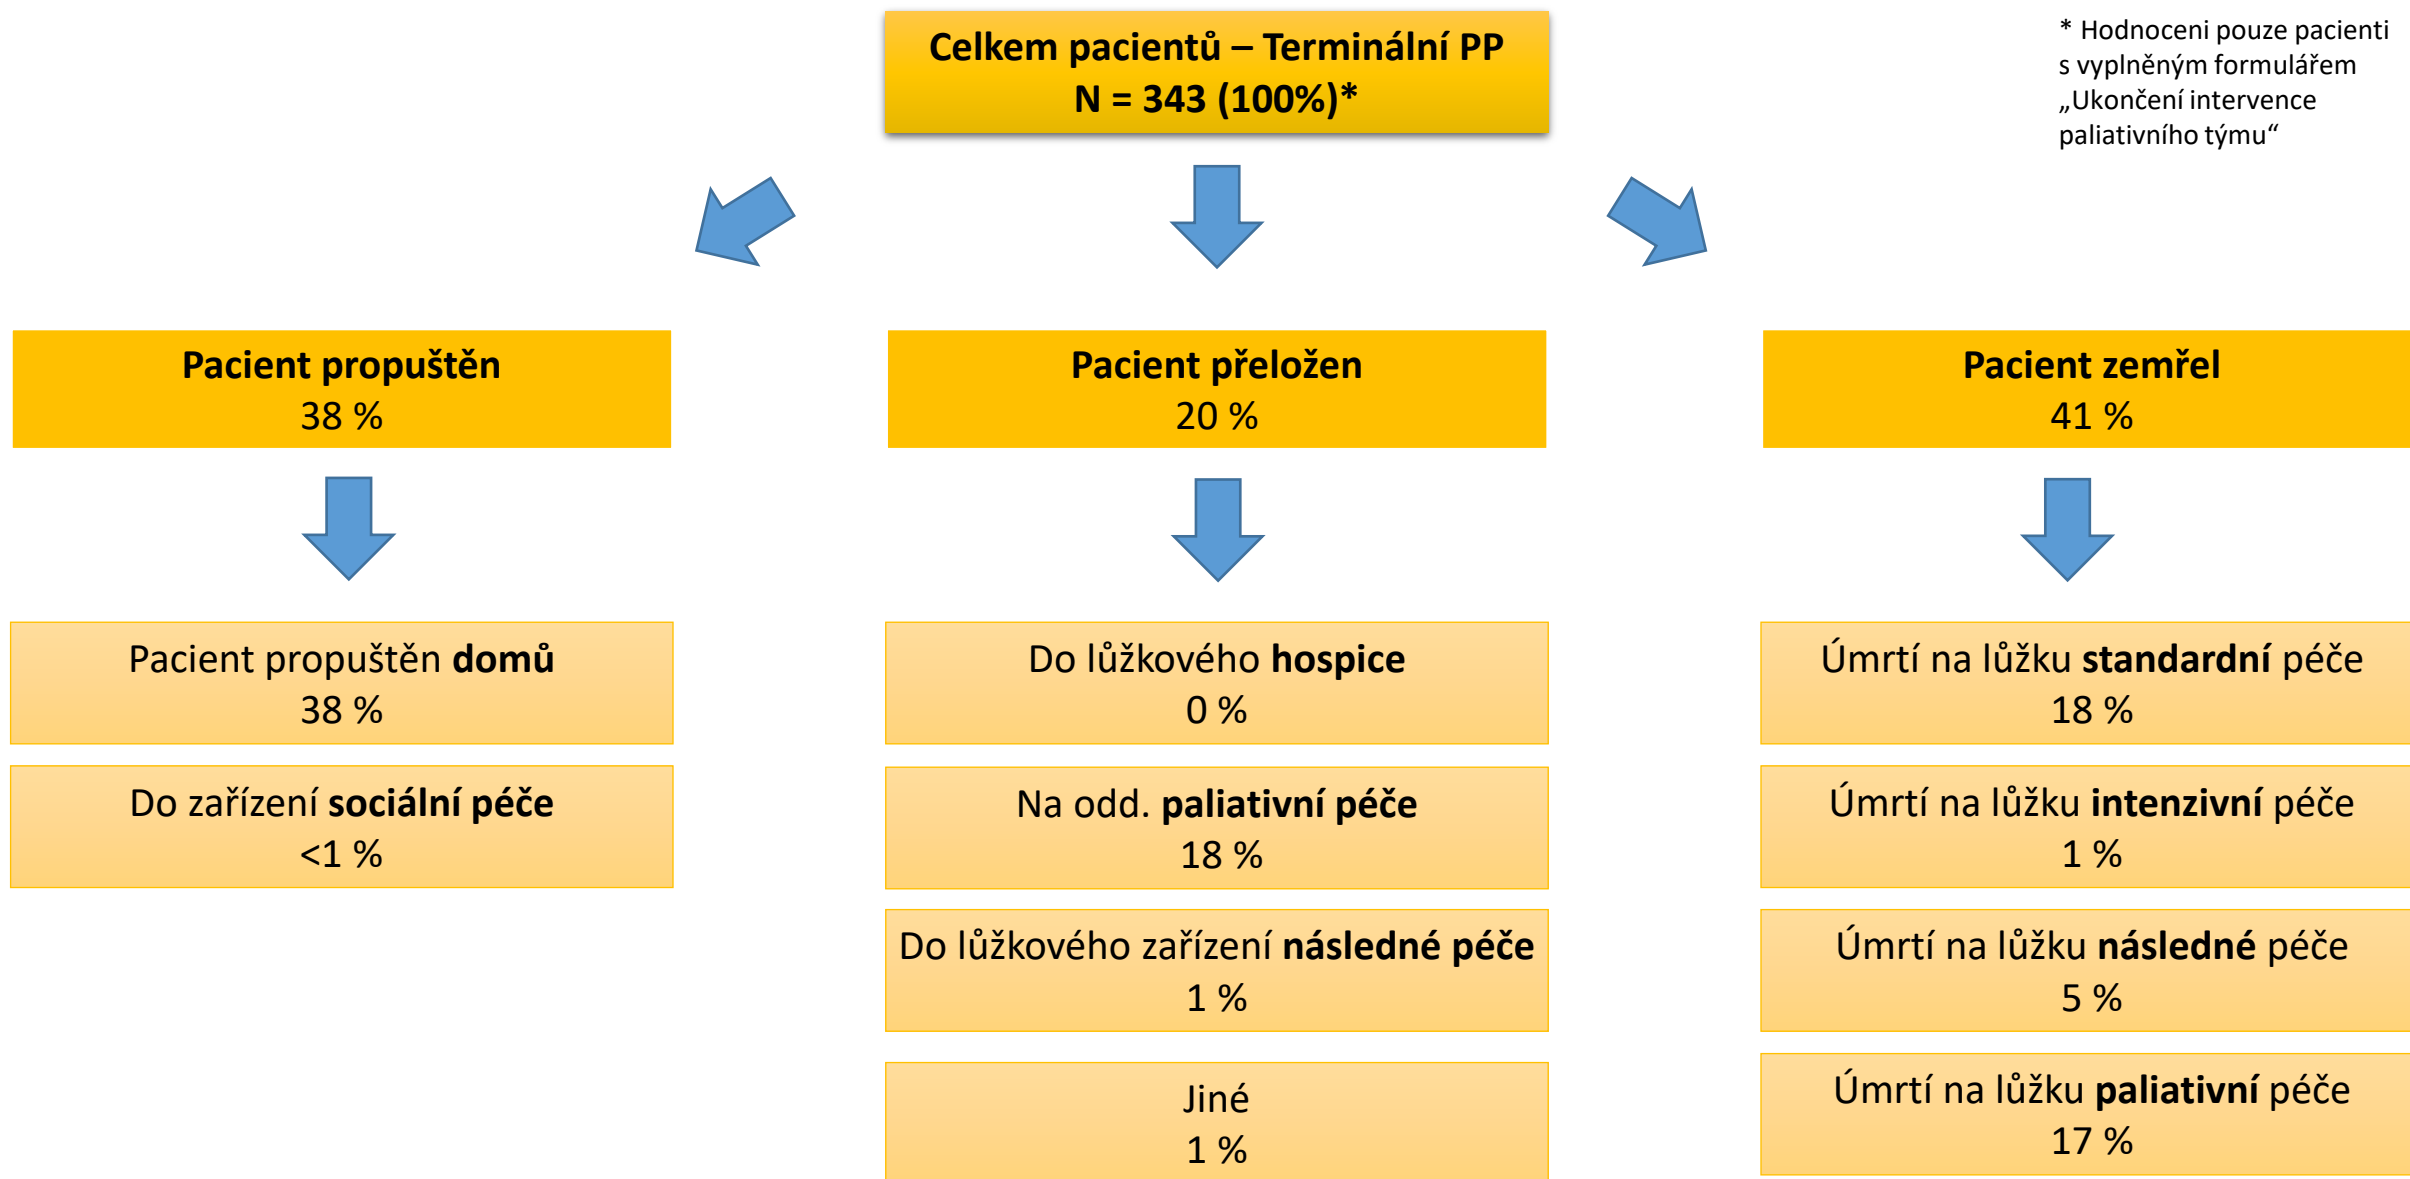 Celkem pacientů – Terminální PP
N = 343 (100%)*
* Hodnoceni pouze pacienti
s vyplněným formulářem
„Ukončení intervence
paliativního týmu“
Pacient propuštěn
38 %
Pacient přeložen
20 %
Pacient zemřel
41 %
Pacient propuštěn domů
38 %
Do zařízení sociální péče
<1 %
Do lůžkového hospice
0 %
Na odd. paliativní péče
18 %
Do lůžkového zařízení následné péče
1 %
Jiné
1 %
Úmrtí na lůžku standardní péče
18 %
Úmrtí na lůžku intenzivní péče
1 %
Úmrtí na lůžku následné péče
5 %
Úmrtí na lůžku paliativní péče
17 %